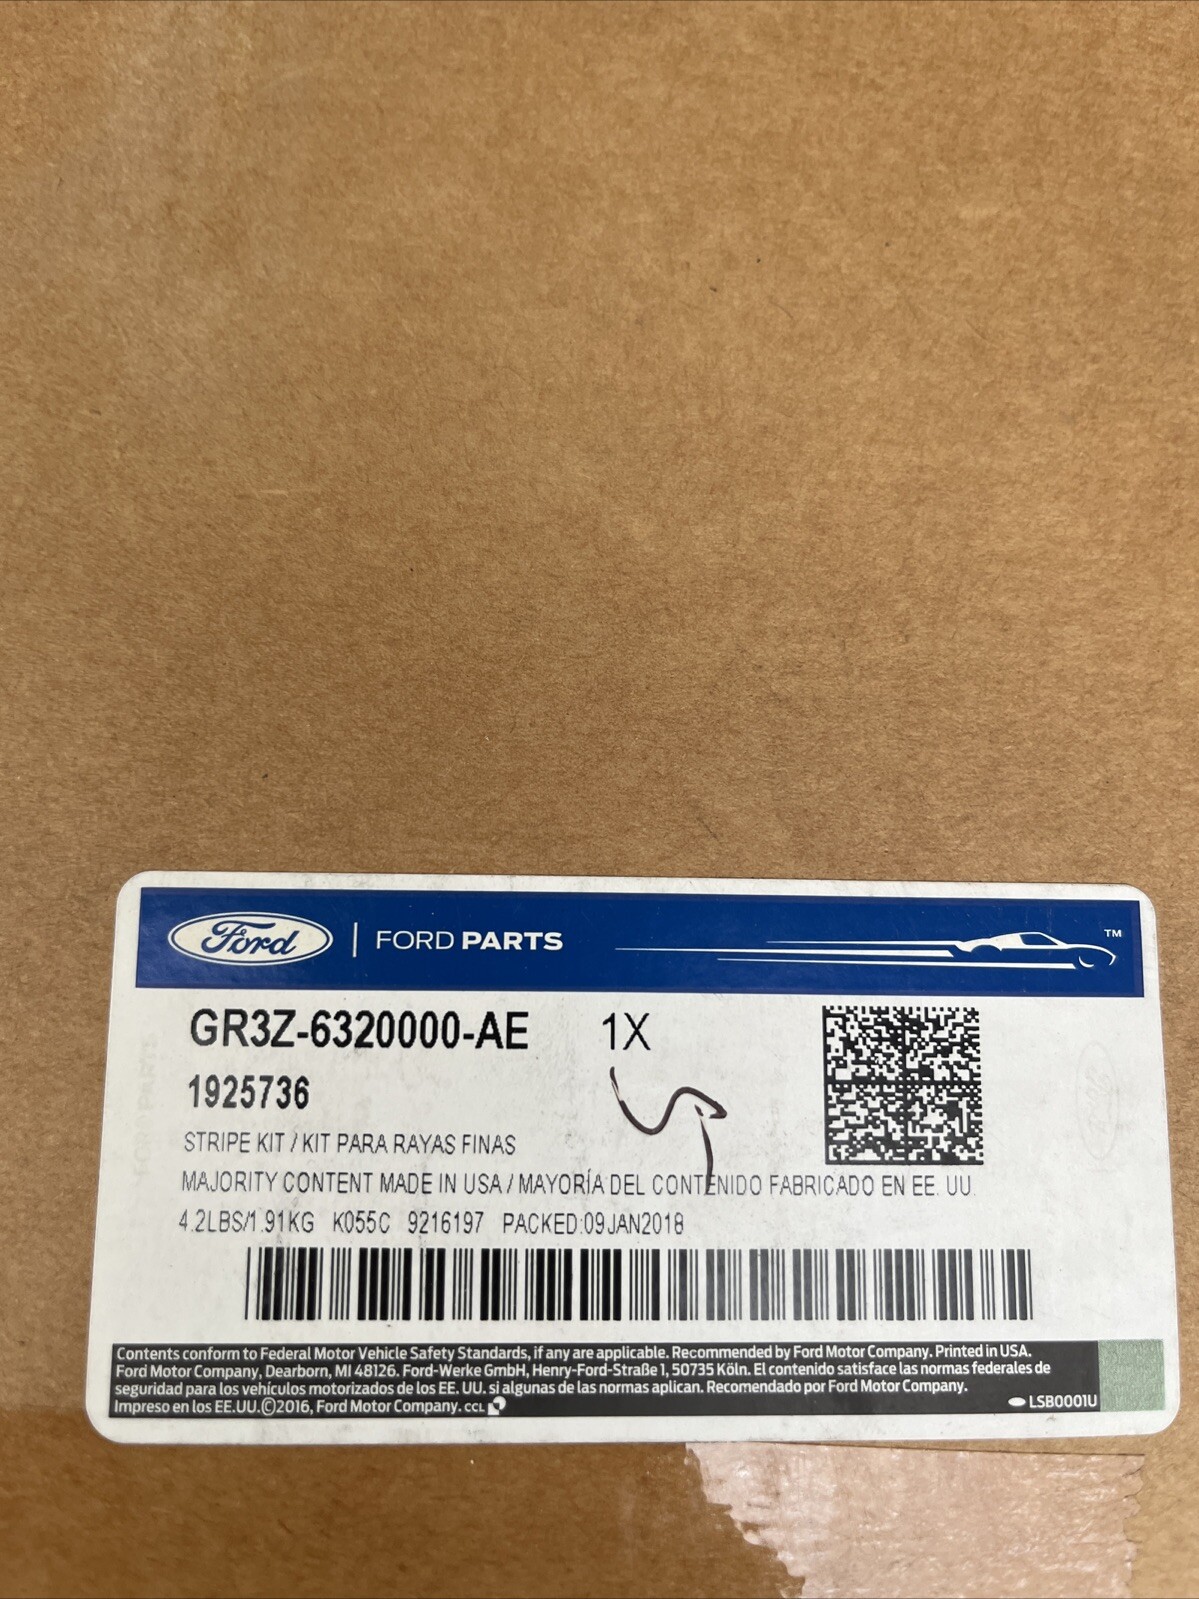 Ford | FORD PARTS ™
GR3Z-6320000-AE 1X
1925736
STRIPE KIT / KIT PARA RAYAS FINAS
MAJORITY CONTENT MADE IN USA / MAYORÍA DEL CONTENIDO FABRICADO EN EE. UU.
4.2LBS/1.91KG K055C 9216197 PACKED:09JAN2018
Contents conform to Federal Motor Vehicle Safety Standards, if any are applicable. Recommended by Ford Motor Company. Printed in USA.
Ford Motor Company, Dearborn, MI 48126. Ford-Werke GmbH, Henry-Ford-Straße 1, 50735 Köln. El contenido satisface las normas federales de
seguridad para los vehículos motorizados de los EE. UU. si algunas de las normas aplican. Recomendado por Ford Motor Company.
Impreso en los EE.UU.©2016, Ford Motor Company. CCL LSB0001U